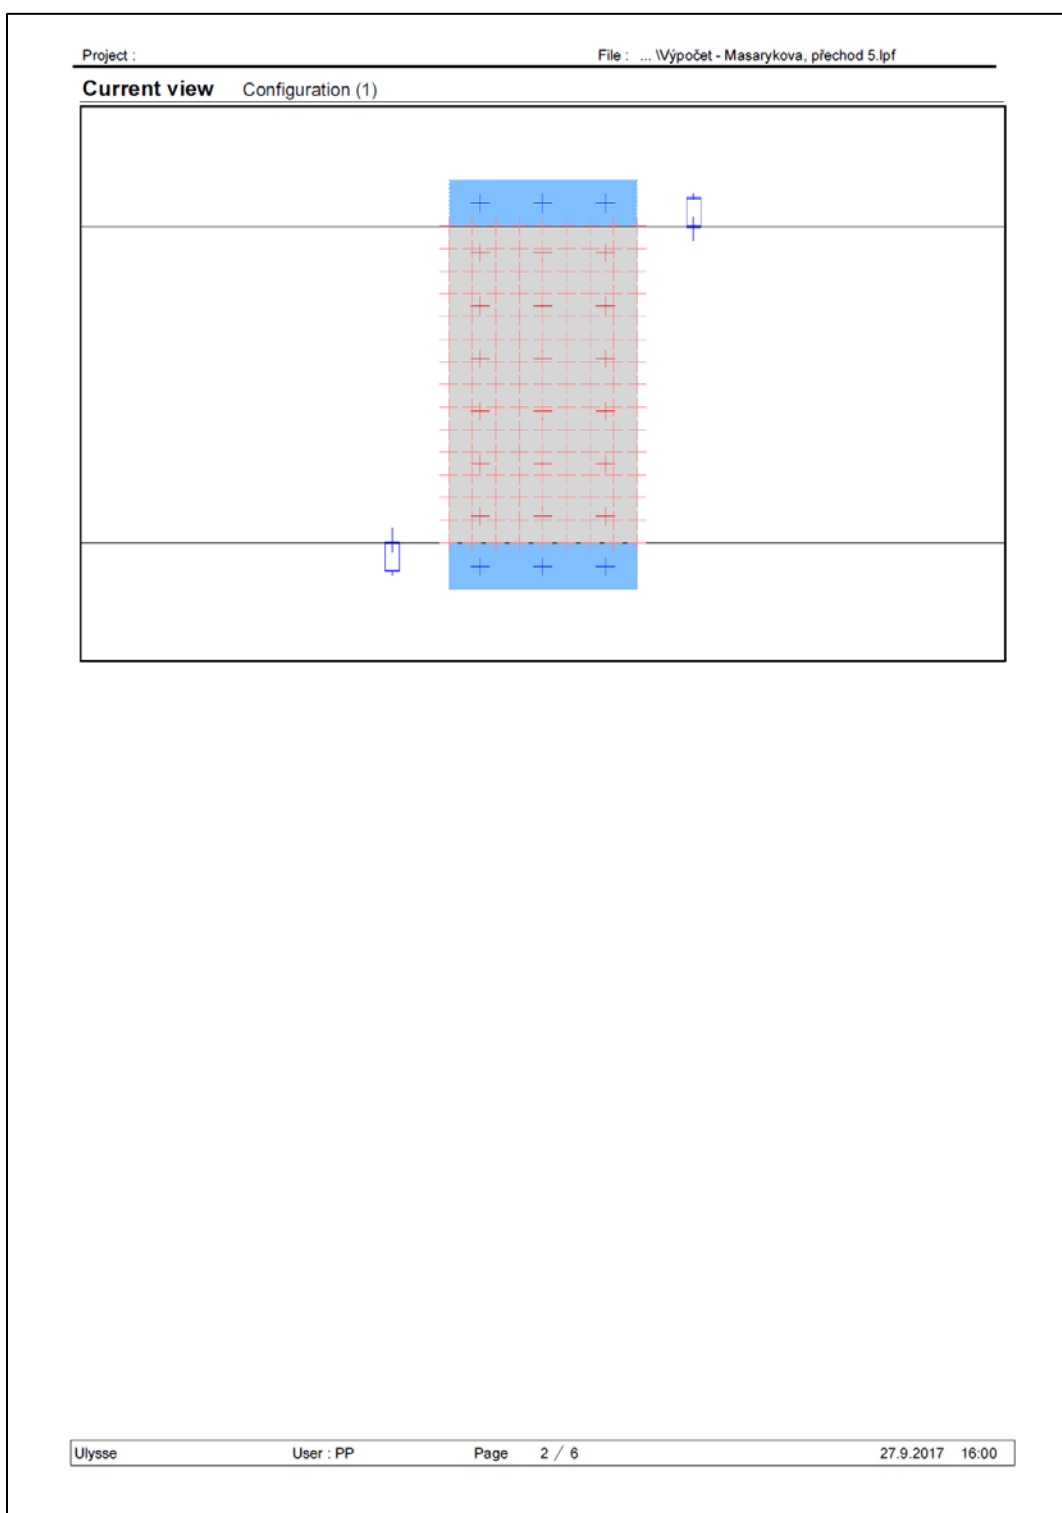 Project : File : ... \Výpočet - Masarykova, přechod 5.lpf
Current view Configuration (1)
Ulysse User : PP Page 2 / 6 27.9.2017 16:00